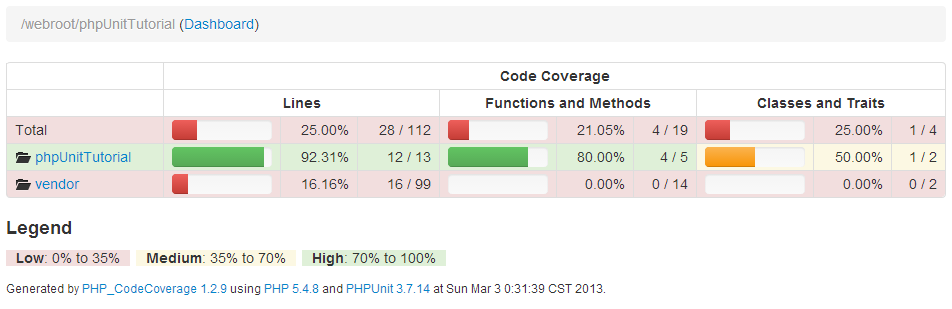 /webroot/phpUnitTutorial (Dashboard)
Code Coverage
Lines Functions and Methods Classes and Traits
Total 25.00% 28 / 112 21.05% 4 / 19 25.00% 1 / 4
phpUnitTutorial 92.31% 12 / 13 80.00% 4 / 5 50.00% 1 / 2
vendor 16.16% 16 / 99 0.00% 0 / 14 0.00% 0 / 2
Legend
Low: 0% to 35% Medium: 35% to 70% High: 70% to 100%
Generated by PHP_CodeCoverage 1.2.9 using PHP 5.4.8 and PHPUnit 3.7.14 at Sun Mar 3 0:31:39 CST 2013.